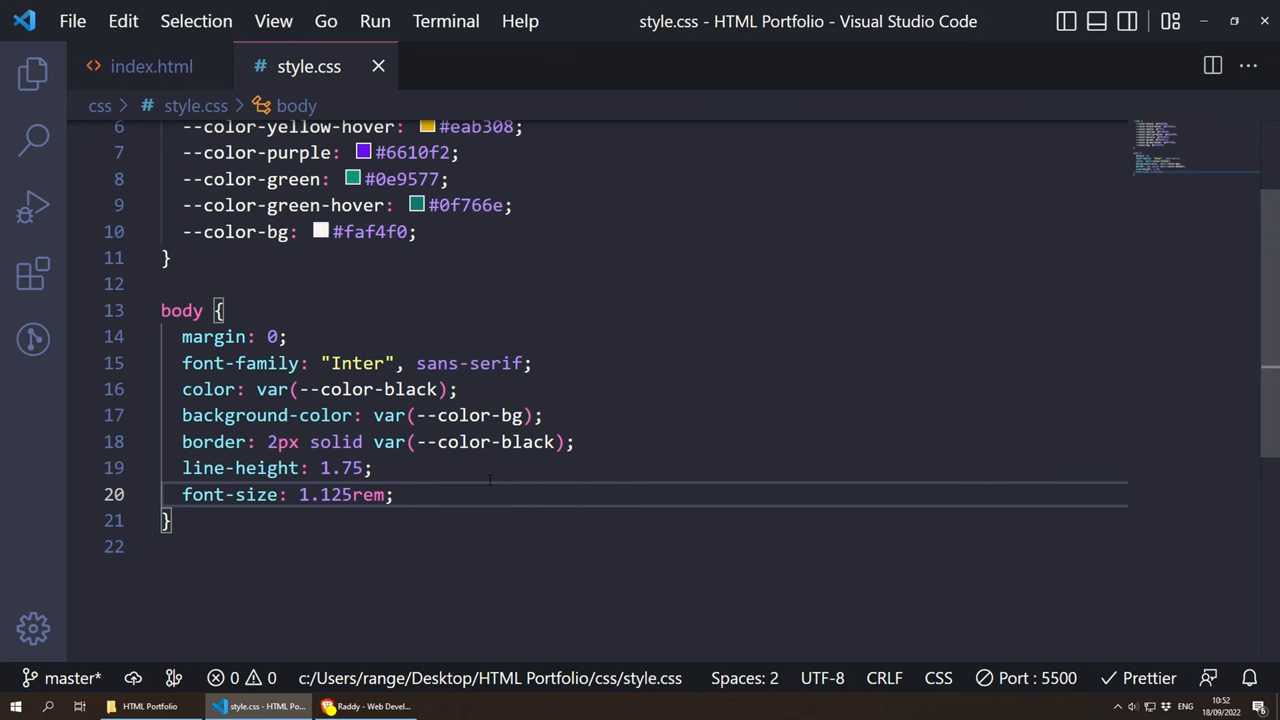 File Edit Selection View Go Run Terminal Help style.css - HTML Portfolio - Visual Studio Code
index.html # style.css
css > # style.css > body
6 --color-yellow-hover: #eab308;
7 --color-purple: #6610f2;
8 --color-green: #0e9577;
9 --color-green-hover: #0f766e;
10 --color-bg: #faf4f0;
11 }
12
13 body {
14 margin: 0;
15 font-family: "Inter", sans-serif;
16 color: var(--color-black);
17 background-color: var(--color-bg);
18 border: 2px solid var(--color-black);
19 line-height: 1.75;
20 font-size: 1.125rem;
21 }
22
master* 0 0 c:/Users/range/Desktop/HTML Portfolio/css/style.css Spaces: 2 UTF-8 CRLF CSS Port : 5500 Prettier
HTML Portfolio style.css - HTML Po... Raddy - Web Devel... ENG 10:52
18/09/2022 6